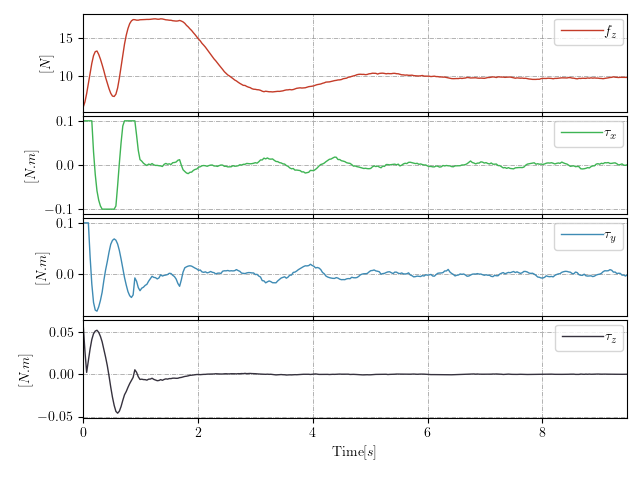 15
10
[N]
f_z
0.1
0.0
−0.1
[N.m]
τ_x
0.1
0.0
[N.m]
τ_y
0.05
0.00
−0.05
[N.m]
τ_z
0 2 4 6 8
Time[s]